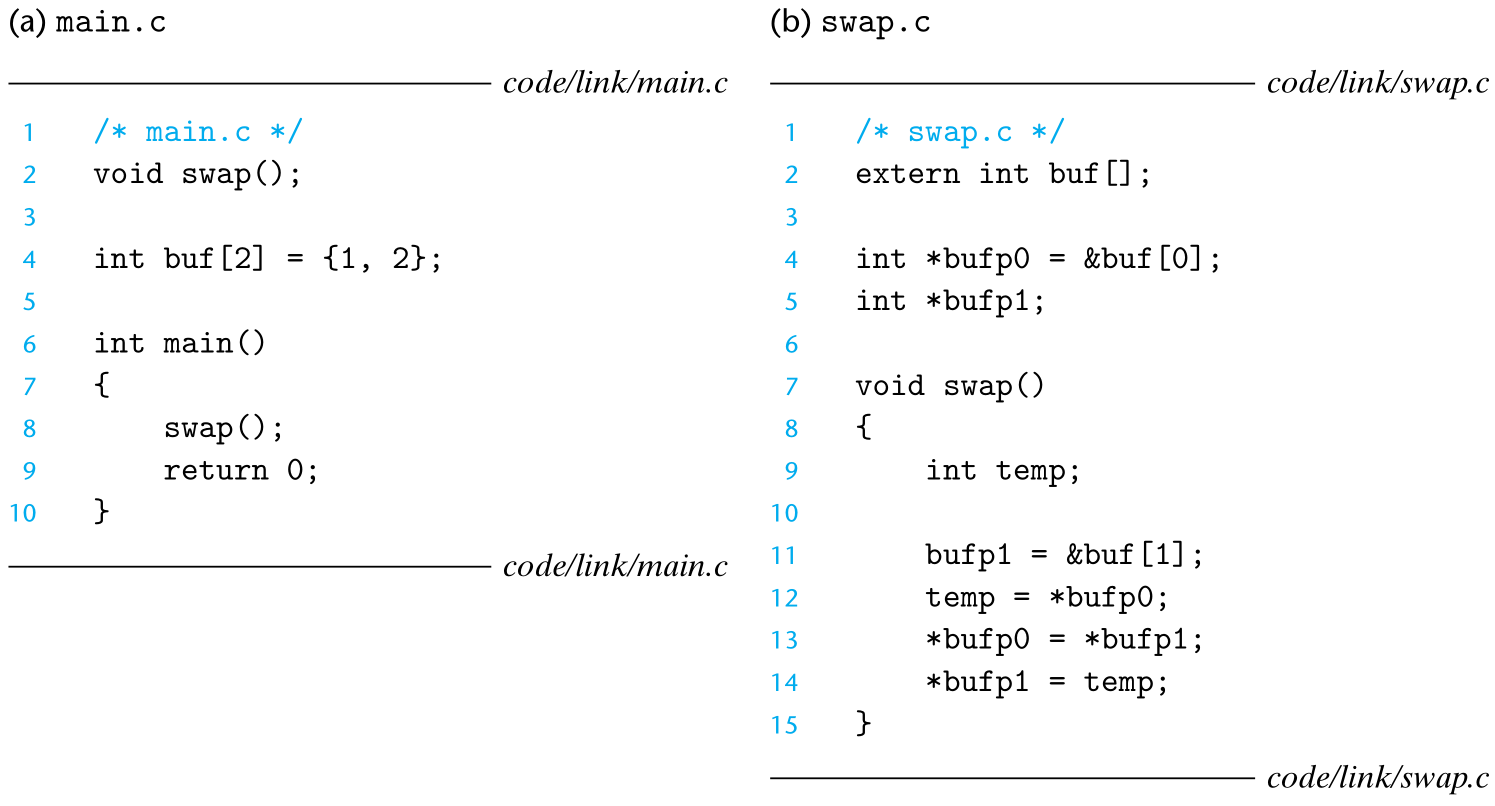 (a) main.c
code/link/main.c
1 /* main.c */
2 void swap();
3
4 int buf[2] = {1, 2};
5
6 int main()
7 {
8     swap();
9     return 0;
10 }
code/link/main.c
(b) swap.c
code/link/swap.c
1 /* swap.c */
2 extern int buf[];
3
4 int *bufp0 = &buf[0];
5 int *bufp1;
6
7 void swap()
8 {
9     int temp;
10
11     bufp1 = &buf[1];
12     temp = *bufp0;
13     *bufp0 = *bufp1;
14     *bufp1 = temp;
15 }
code/link/swap.c